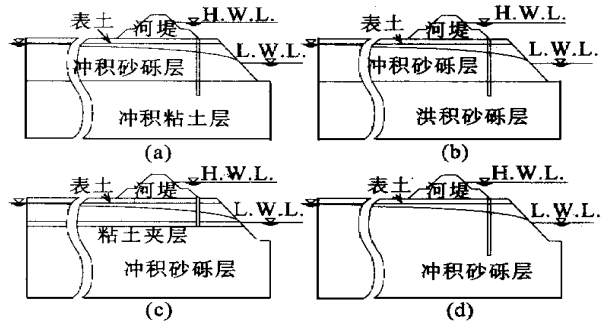 表土
河堤
H.W.L.
L.W.L.
冲积砂砾层
冲积粘土层
(a)
表土
河堤
H.W.L.
L.W.L.
冲积砂砾层
洪积砂砾层
(b)
表土
河堤
H.W.L.
L.W.L.
粘土夹层
冲积砂砾层
(c)
表土
河堤
H.W.L.
L.W.L.
冲积砂砾层
(d)